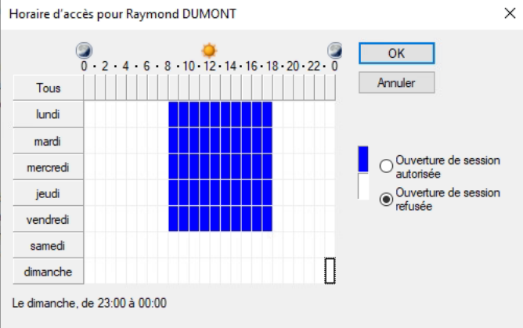 Horaire d'accès pour Raymond DUMONT
0 · 2 · 4 · 6 · 8 · 10 · 12 · 14 · 16 · 18 · 20 · 22 · 0
Tous
lundi
mardi
mercredi
jeudi
vendredi
samedi
dimanche
Le dimanche, de 23:00 à 00:00
OK
Annuler
Ouverture de session
autorisée
Ouverture de session
refusée